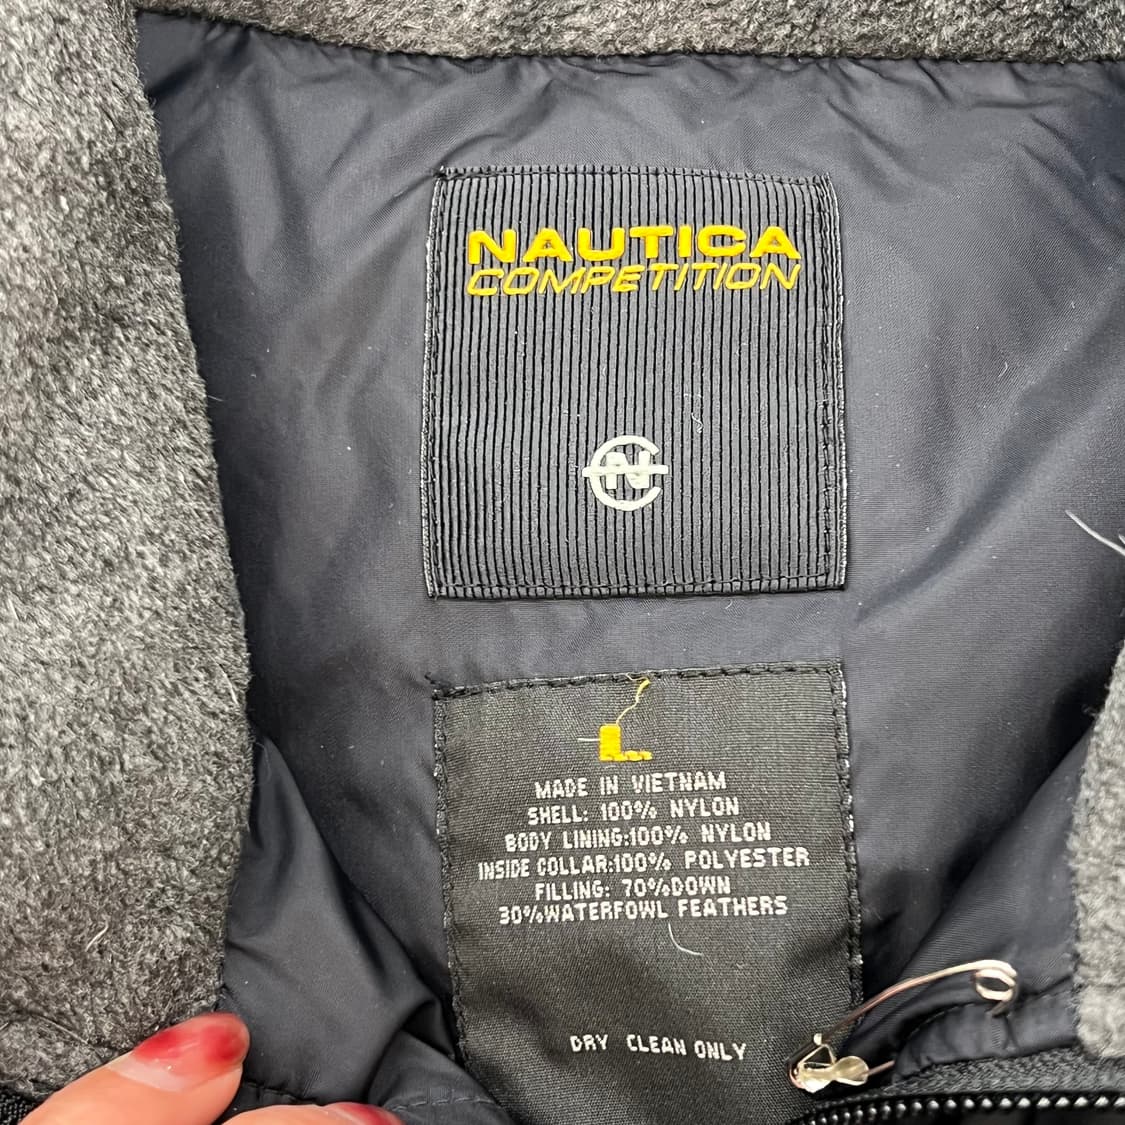 NAUTICA
COMPETITION
N
L
MADE IN VIETNAM
SHELL: 100% NYLON
BODY LINING:100% NYLON
INSIDE COLLAR:100% POLYESTER
FILLING: 70%DOWN
30%WATERFOWL FEATHERS
DRY CLEAN ONLY